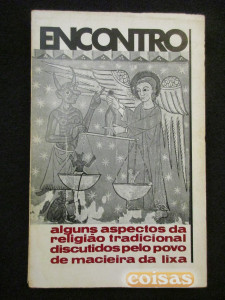 ENCONTRO
alguns aspectos da
religião tradicional
discutidos pelo povo
de macieira da lixa
coisas